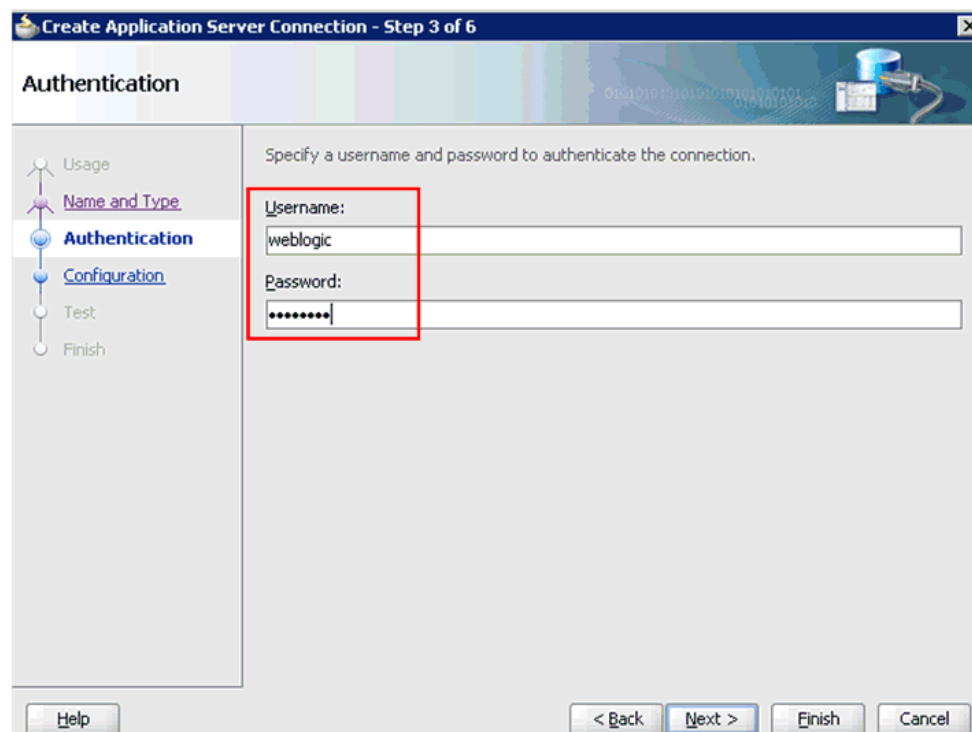 Create Application Server Connection - Step 3 of 6
Authentication
Usage
Name and Type
Authentication
Configuration
Test
Finish
Specify a username and password to authenticate the connection.
Username:
weblogic
Password:
••••••••
Help
< Back
Next >
Finish
Cancel